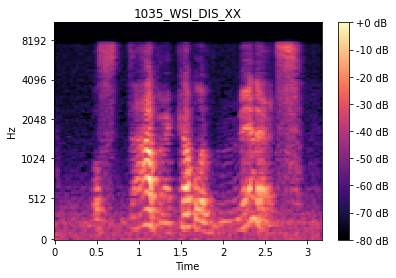 1035_WSI_DIS_XX
+0 dB
8192
-10 dB
4096
-20 dB
-30 dB
2048
Hz
-40 dB
1024
-50 dB
512
-60 dB
-70 dB
0
-80 dB
0 0.5 1 1.5 2 2.5 3
Time